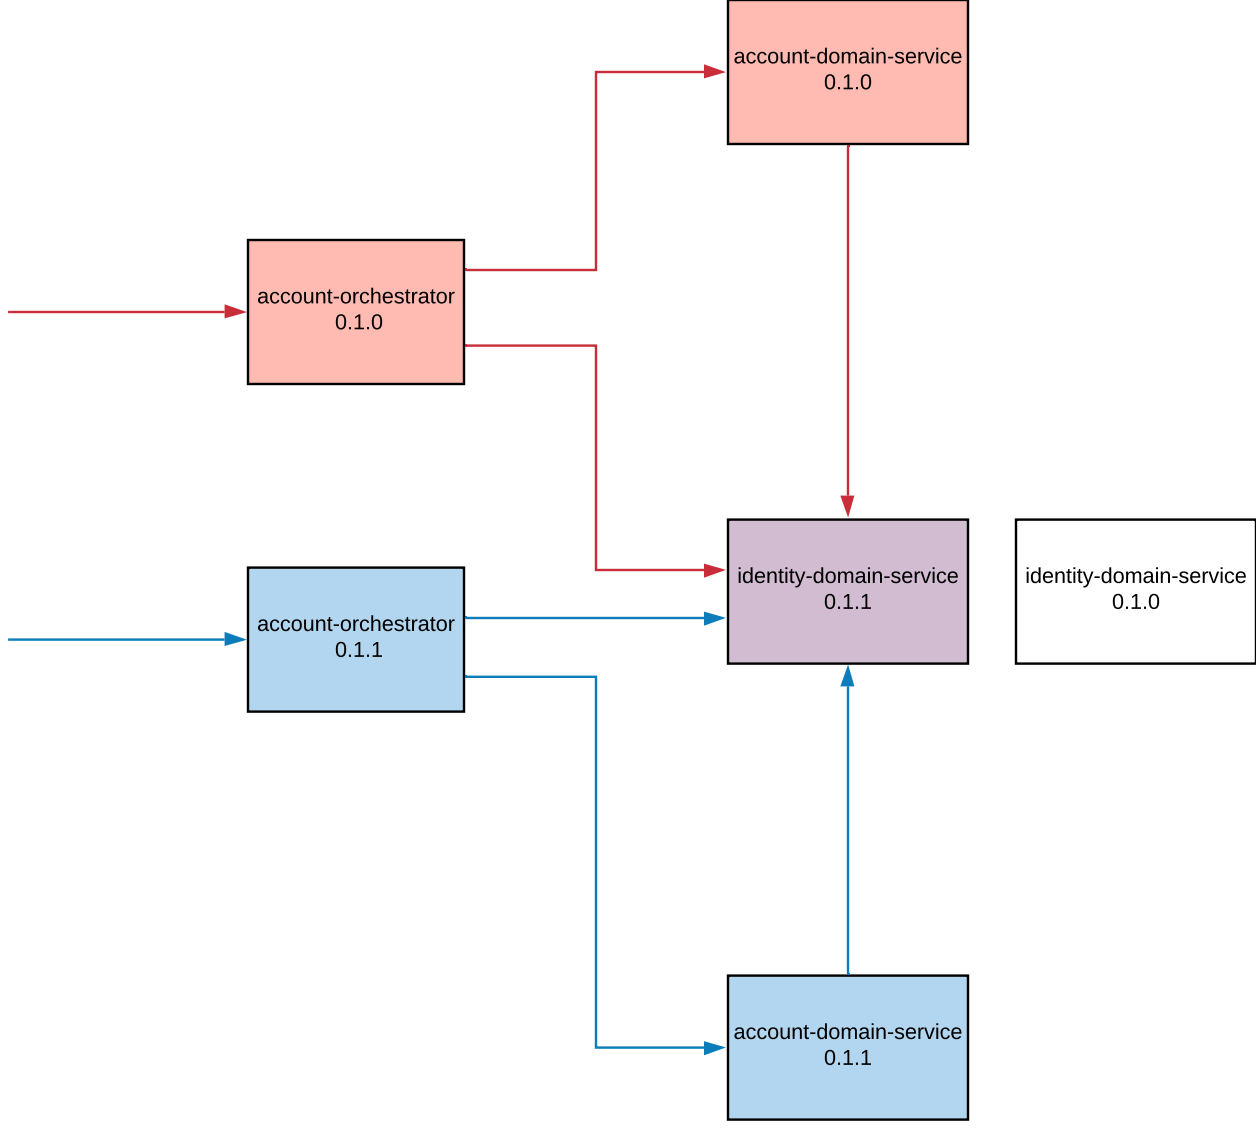 account-domain-service
0.1.0
account-orchestrator
0.1.0
identity-domain-service
0.1.1
identity-domain-service
0.1.0
account-orchestrator
0.1.1
account-domain-service
0.1.1